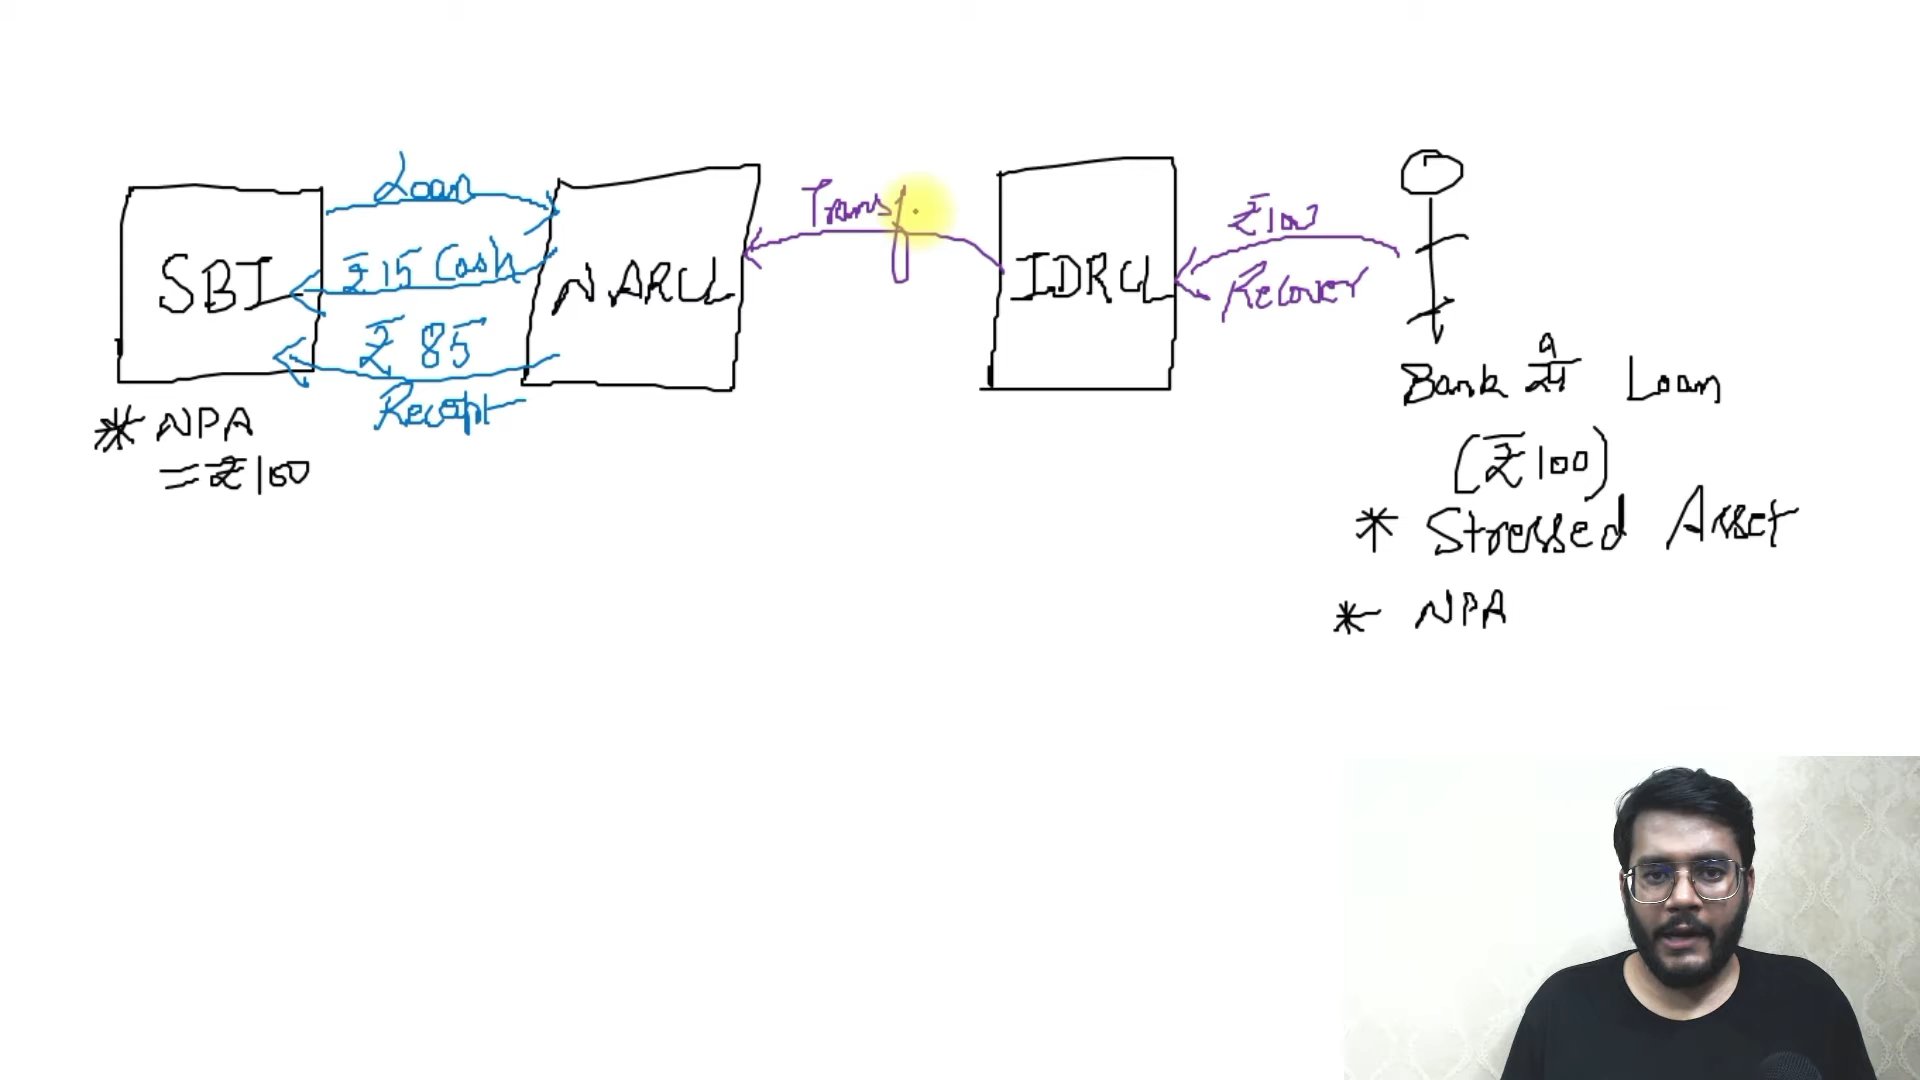 Loan
SBI
₹15 Cash
₹ 85
Receipt
* NPA
= ₹100
NARCL
Transf
IDRCL
₹100
Recover
Bank से Loan
(₹100)
* Stressed Asset
* NPA